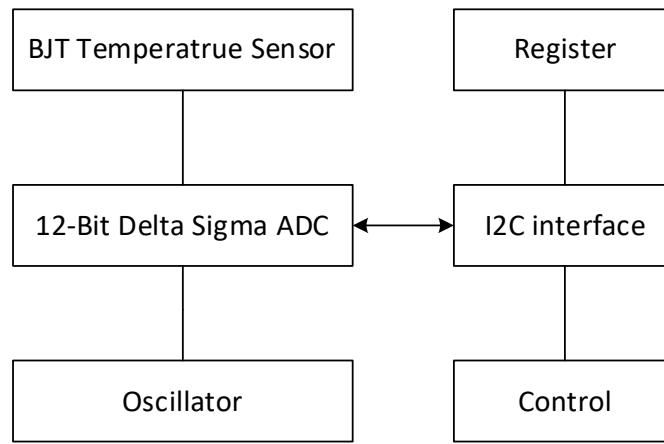 BJT Temperatrue Sensor
Register
12-Bit Delta Sigma ADC
I2C interface
Oscillator
Control